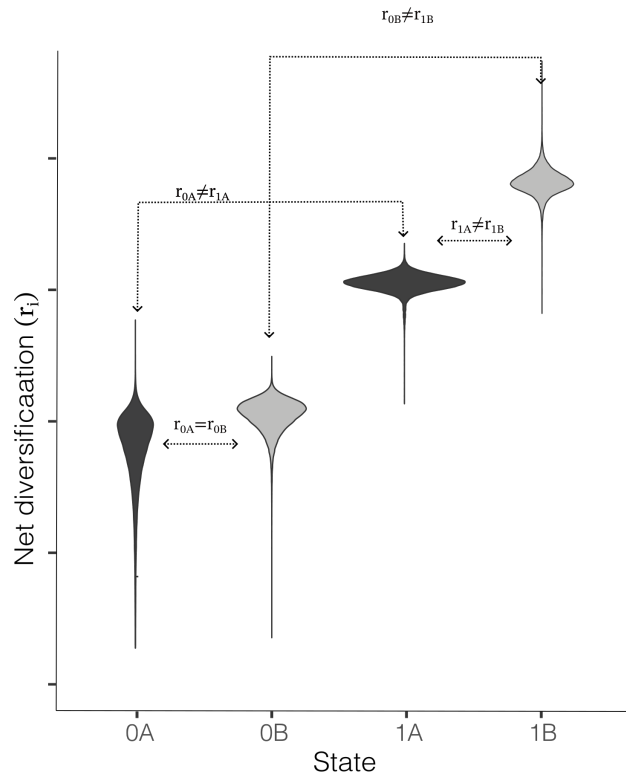 r0B≠r1B
r0A≠r1A
r1A≠r1B
r0A=r0B
Net diversificaation (ri)
0A 0B 1A 1B
State